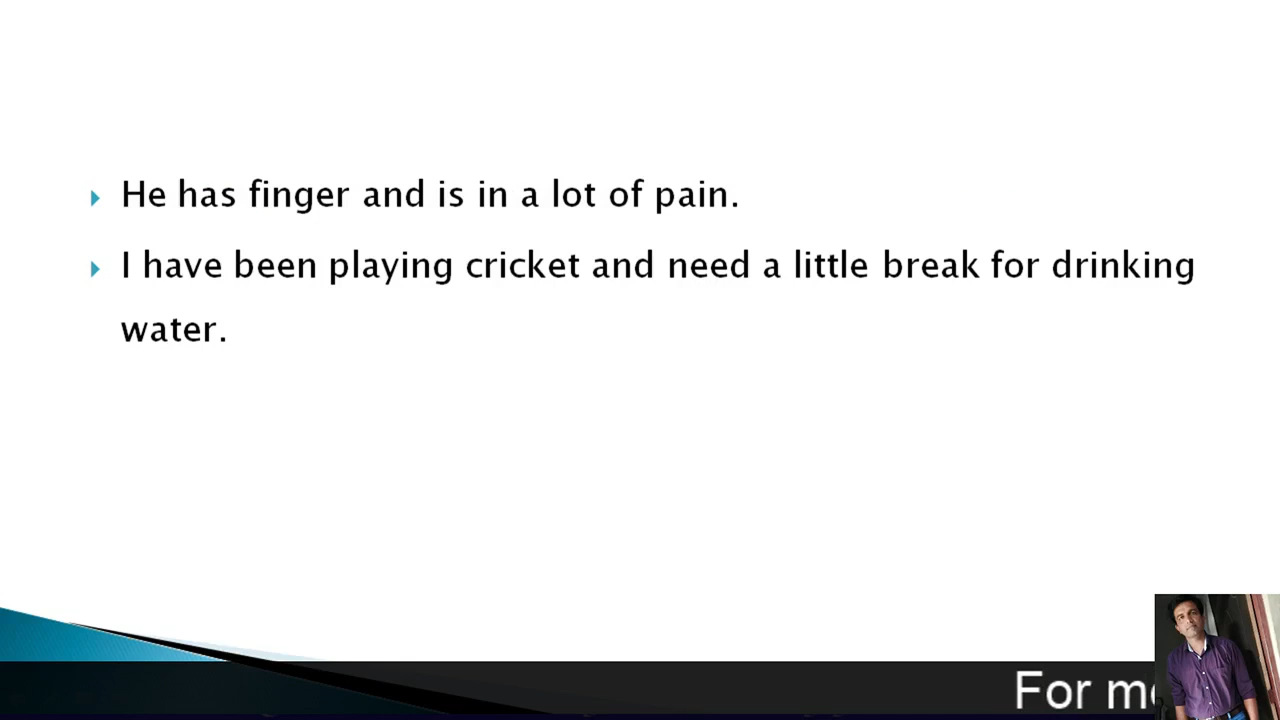 He has finger and is in a lot of pain.
I have been playing cricket and need a little break for drinking
water.
For